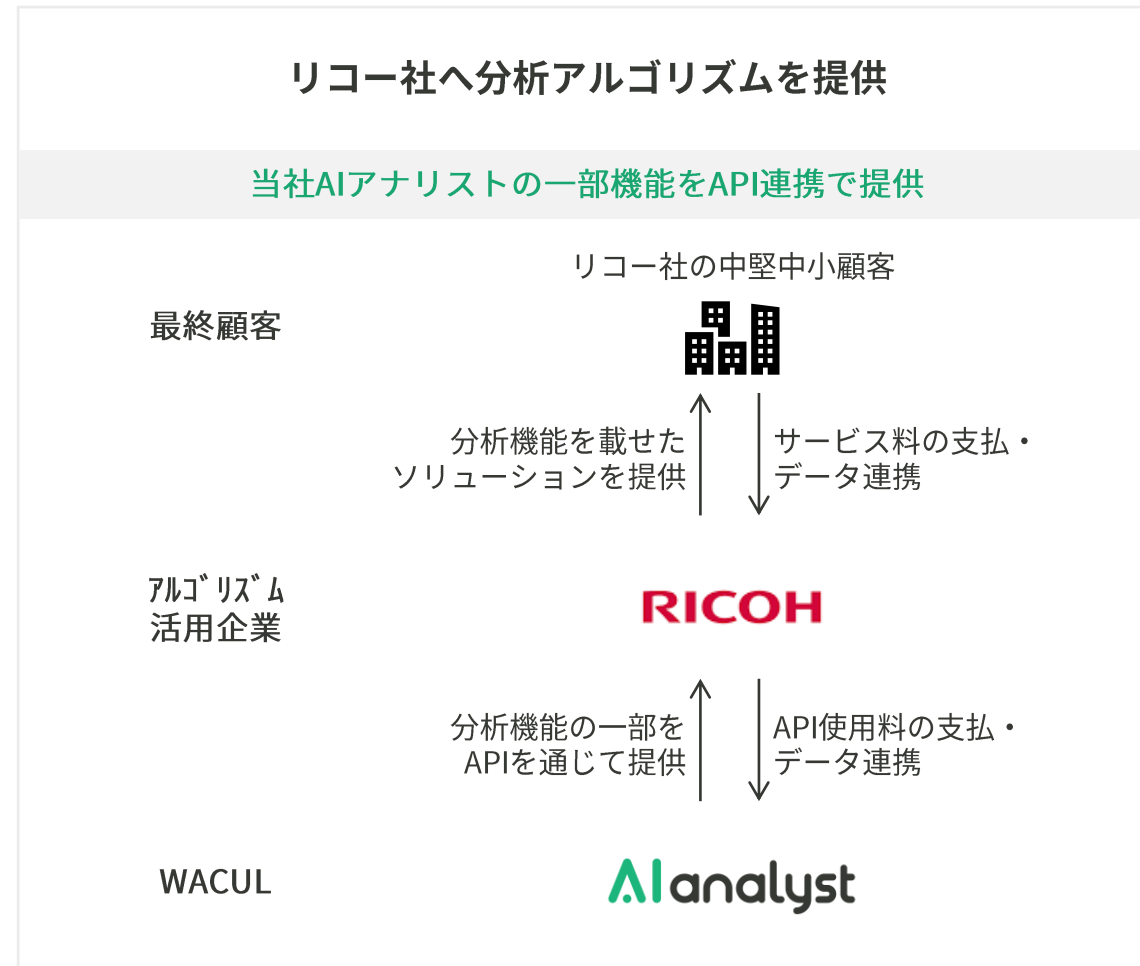 リコー社へ分析アルゴリズムを提供
当社AIアナリストの一部機能をAPI連携で提供
リコー社の中堅中小顧客
最終顧客
分析機能を載せた
ソリューションを提供
サービス料の支払・
データ連携
ｱﾙｺﾞﾘｽﾞﾑ
活用企業
RICOH
分析機能の一部を
APIを通じて提供
API使用料の支払・
データ連携
WACUL
AI analyst